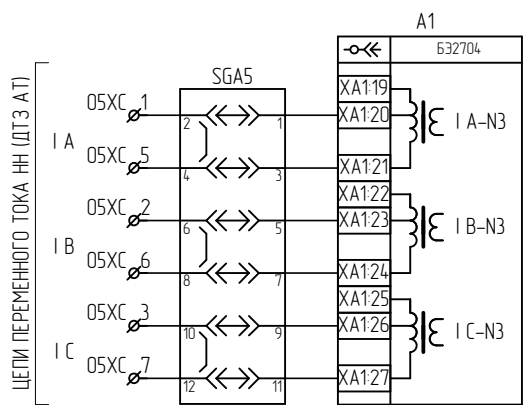 A1
БЭ2704
SGA5
ЦЕПИ ПЕРЕМЕННОГО ТОКА НН (ДТЗ АТ)
XA1:19
05XC 1 2 1 XA1:20 I A-N3
I A
05XC 5 4 3 XA1:21
XA1:22
05XC 2 6 5 XA1:23 I B-N3
I B
05XC 6 8 7 XA1:24
XA1:25
05XC 3 10 9 XA1:26 I C-N3
I C
05XC 7 12 11 XA1:27